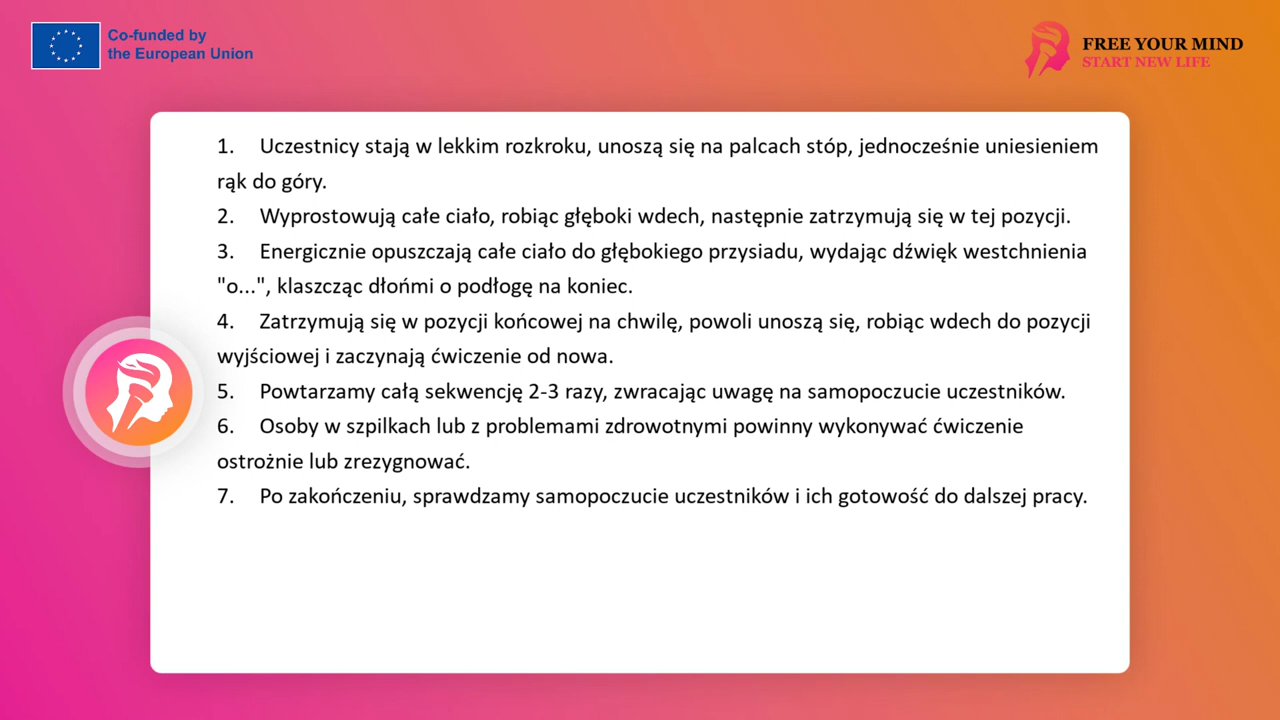 Co-funded by
the European Union
FREE YOUR MIND
START NEW LIFE
1. Uczestnicy stają w lekkim rozkroku, unoszą się na palcach stóp, jednocześnie uniesieniem
rąk do góry.
2. Wyprostowują całe ciało, robiąc głęboki wdech, następnie zatrzymują się w tej pozycji.
3. Energicznie opuszczają całe ciało do głębokiego przysiadu, wydając dźwięk westchnienia
"o...", klaszcząc dłońmi o podłogę na koniec.
4. Zatrzymują się w pozycji końcowej na chwilę, powoli unoszą się, robiąc wdech do pozycji
wyjściowej i zaczynają ćwiczenie od nowa.
5. Powtarzamy całą sekwencję 2-3 razy, zwracając uwagę na samopoczucie uczestników.
6. Osoby w szpilkach lub z problemami zdrowotnymi powinny wykonywać ćwiczenie
ostrożnie lub zrezygnować.
7. Po zakończeniu, sprawdzamy samopoczucie uczestników i ich gotowość do dalszej pracy.